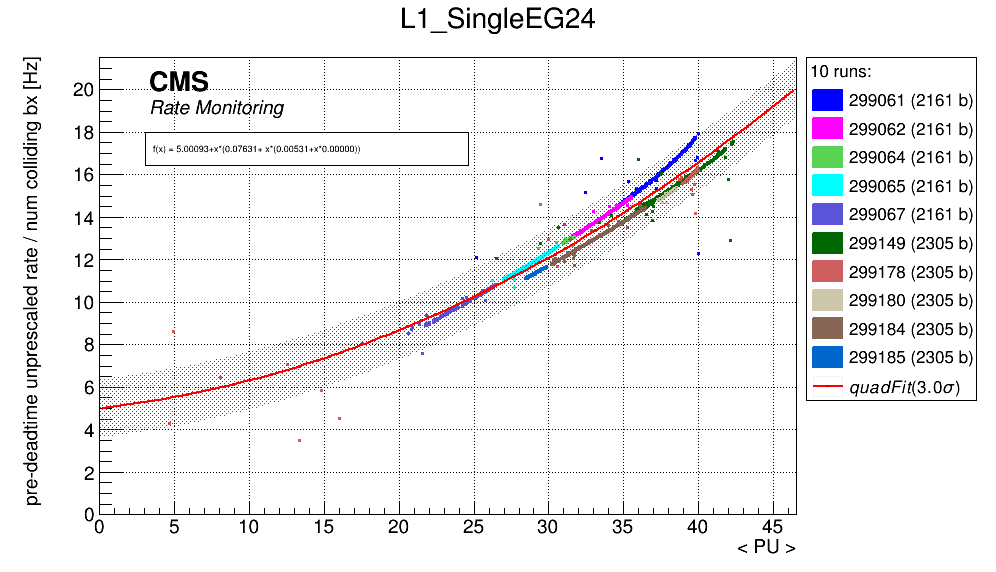 L1_SingleEG24
pre-deadtime unprescaled rate / num colliding bx [Hz]
CMS
Rate Monitoring
f(x) = 5.00093+x*(0.07631+ x*(0.00531+x*0.00000))
20
18
16
14
12
10
8
6
4
2
0
0 5 10 15 20 25 30 35 40 45
< PU >
10 runs:
299061 (2161 b)
299062 (2161 b)
299064 (2161 b)
299065 (2161 b)
299067 (2161 b)
299149 (2305 b)
299178 (2305 b)
299180 (2305 b)
299184 (2305 b)
299185 (2305 b)
quadFit(3.0σ)